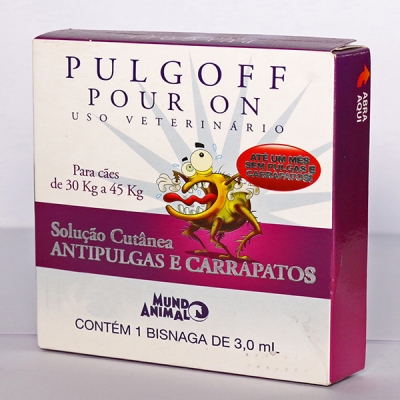 PULGOFF
POUR ON
USO VETERINÁRIO
Para cães
de 30 Kg a 45 Kg
ATÉ UM MÊS
SEM PULGAS E
CARRAPATOS!
Solução Cutânea
ANTIPULGAS E CARRAPATOS
MUNDO
ANIMAL
CONTÉM 1 BISNAGA DE 3,0 ml.
ABRA
AQUI